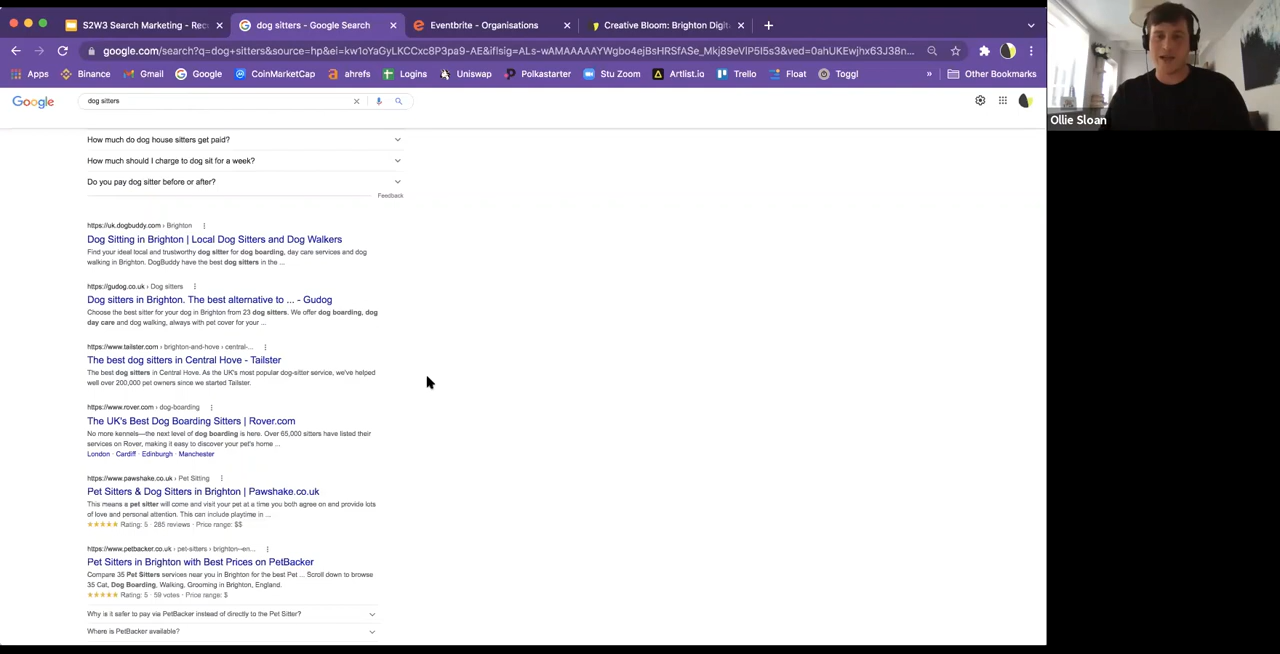 S2W3 Search Marketing - Rec
dog sitters - Google Search
Eventbrite - Organisations
Creative Bloom: Brighton Digit
google.com/search?q=dog+sitters&source=hp&ei=kw1oYaGyLKCCxc8P3pa9-AE&iflsig=ALs-wAMAAAAAYWgbo4ejBsHRSfASe_Mkj89eVlP5I5s3&ved=0ahUKEwjhx63J38n...
Apps
Binance
Gmail
Google
CoinMarketCap
ahrefs
Logins
Uniswap
Polkastarter
Stu Zoom
Artlist.io
Trello
Float
Toggl
»
Other Bookmarks
Google
dog sitters
Ollie Sloan
How much do dog house sitters get paid?
How much should I charge to dog sit for a week?
Do you pay dog sitter before or after?
Feedback
https://uk.dogbuddy.com › Brighton
Dog Sitting in Brighton | Local Dog Sitters and Dog Walkers
Find your ideal local and trustworthy dog sitter for dog boarding, day care services and dog
walking in Brighton. DogBuddy have the best dog sitters in the ...
https://gudog.co.uk › Dog sitters
Dog sitters in Brighton. The best alternative to ... - Gudog
Choose the best sitter for your dog in Brighton from 23 dog sitters. We offer dog boarding, dog
day care and dog walking, always with pet cover for your ...
https://www.tailster.com › brighton-and-hove › central-...
The best dog sitters in Central Hove - Tailster
The best dog sitters in Central Hove. As the UK's most popular dog-sitter service, we've helped
well over 200,000 pet owners since we started Tailster.
https://www.rover.com › dog-boarding
The UK's Best Dog Boarding Sitters | Rover.com
No more kennels—the next level of dog boarding is here. Over 65,000 sitters have listed their
services on Rover, making it easy to discover your pet's home ...
London · Cardiff · Edinburgh · Manchester
https://www.pawshake.co.uk › Pet Sitting
Pet Sitters & Dog Sitters in Brighton | Pawshake.co.uk
This means a pet sitter will come and visit your pet at a time you both agree on and provide lots
of love and personal attention. This can include playtime in ...
★★★★★ Rating: 5 · 285 reviews · Price range: $$
https://www.petbacker.co.uk › pet-sitters › brighton--en...
Pet Sitters in Brighton with Best Prices on PetBacker
Compare 35 Pet Sitters services near you in Brighton for the best Pet ... Scroll down to browse
35 Cat, Dog Boarding, Walking, Grooming in Brighton, England.
★★★★★ Rating: 5 · 59 votes · Price range: $
Why is it safer to pay via PetBacker instead of directly to the Pet Sitter?
Where is PetBacker available?